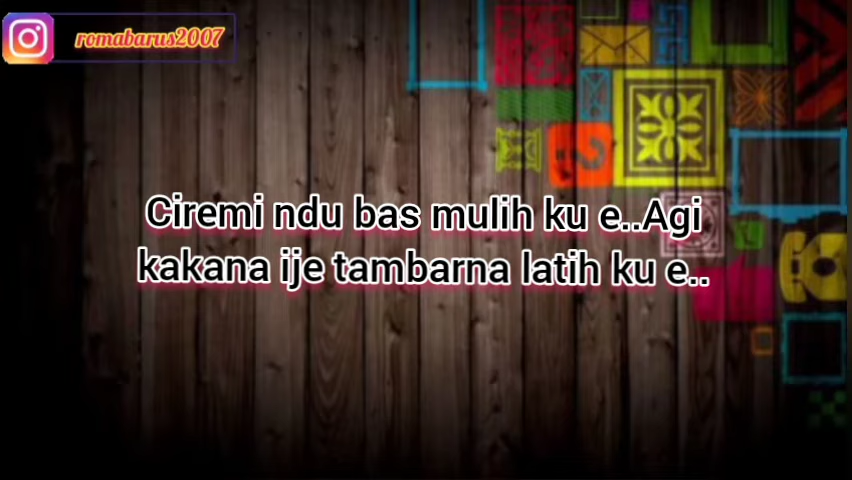 romabarus2007
Ciremi ndu bas mulih ku e..Agi
kakana ije tambarna latih ku e..